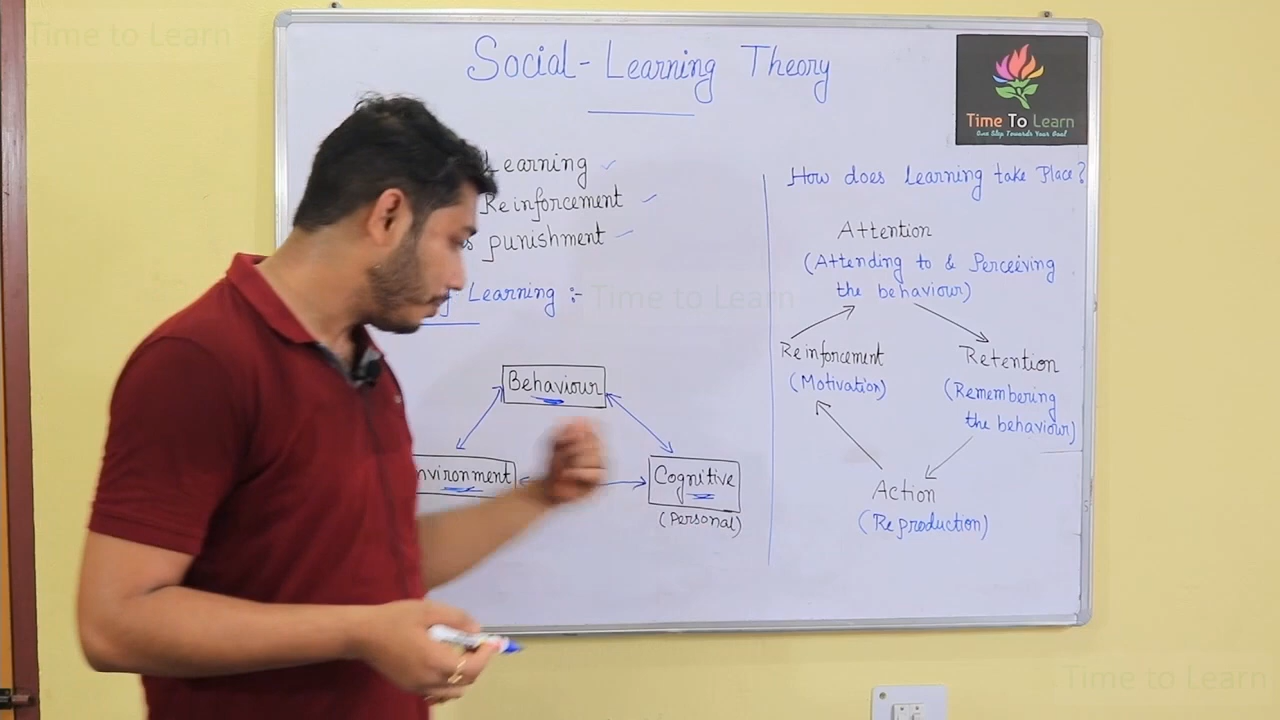 Time to Learn
Social-Learning Theory
Learning
Reinforcement
punishment
Learning :-
Time to Learn
Behaviour
nvironment
Cognitive
(Personal)
Time To Learn
One Step Towards Your Goal
How does learning take Place?
Attention
(Attending to & Perceiving
the behaviour)
Reinforcement
(Motivation)
Retention
(Remembering
the behaviour)
Action
(Reproduction)
Time to Learn